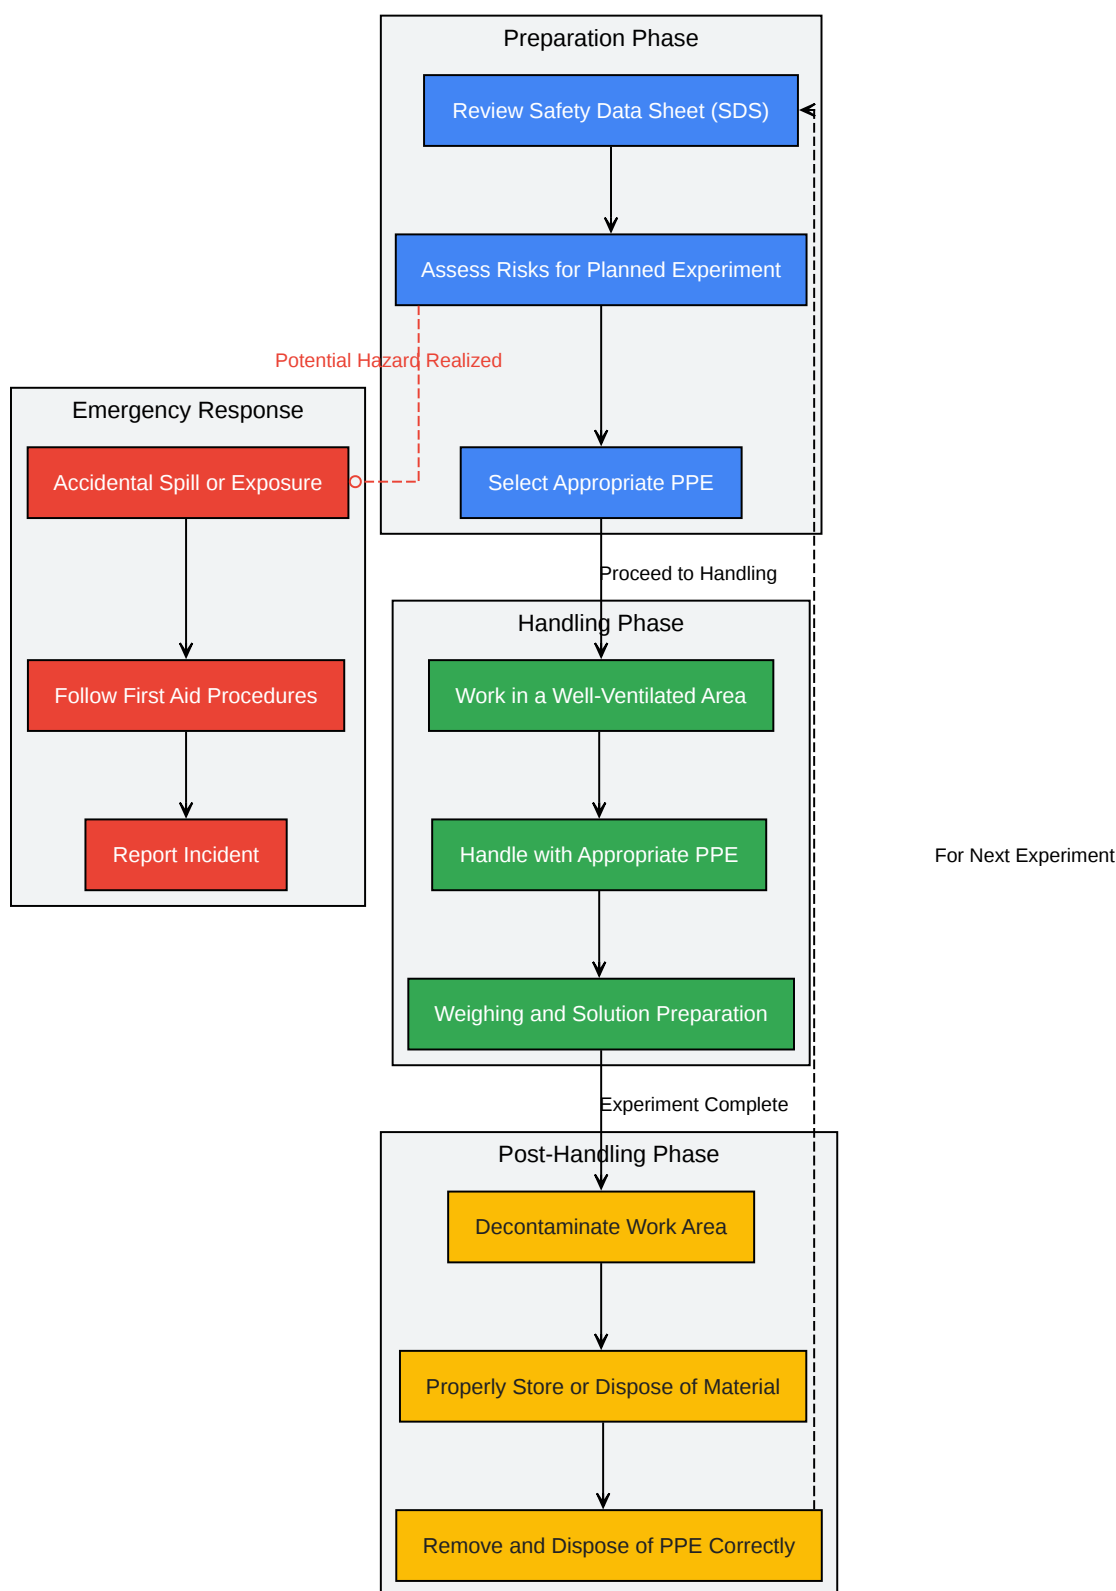 Preparation Phase
Review Safety Data Sheet (SDS)
Assess Risks for Planned Experiment
Potential Hazard Realized
Select Appropriate PPE
Emergency Response
Accidental Spill or Exposure
Follow First Aid Procedures
Report Incident
Proceed to Handling
Handling Phase
Work in a Well-Ventilated Area
Handle with Appropriate PPE
Weighing and Solution Preparation
For Next Experiment
Experiment Complete
Post-Handling Phase
Decontaminate Work Area
Properly Store or Dispose of Material
Remove and Dispose of PPE Correctly